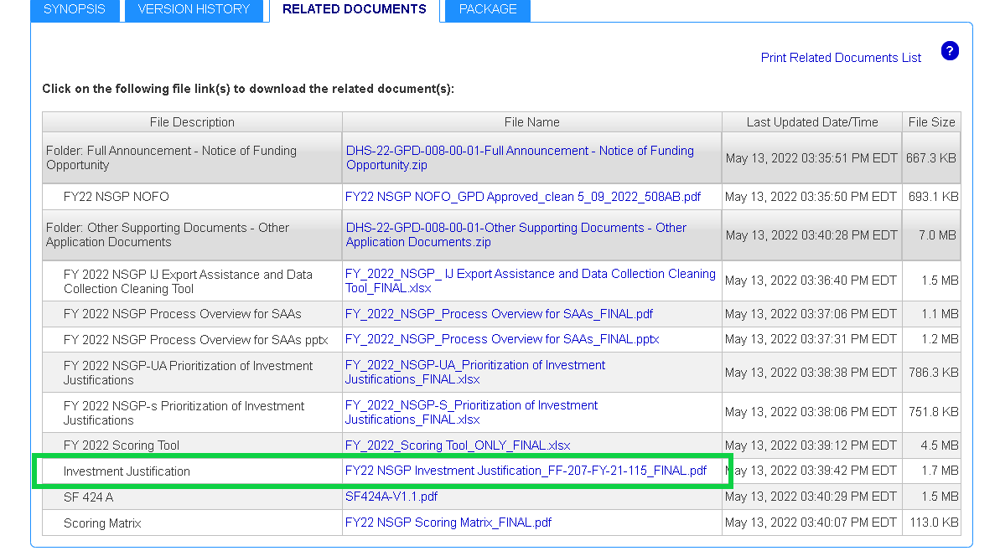 SYNOPSIS
VERSION HISTORY
RELATED DOCUMENTS
PACKAGE
Print Related Documents List
?
Click on the following file link(s) to download the related document(s):
File Description File Name Last Updated Date/Time File Size
Folder: Full Announcement - Notice of Funding
Opportunity
DHS-22-GPD-008-00-01-Full Announcement - Notice of Funding
Opportunity.zip
May 13, 2022 03:35:51 PM EDT 667.3 KB
FY22 NSGP NOFO FY22 NSGP NOFO_GPD Approved_clean 5_09_2022_508AB.pdf May 13, 2022 03:35:50 PM EDT 693.1 KB
Folder: Other Supporting Documents - Other
Application Documents
DHS-22-GPD-008-00-01-Other Supporting Documents - Other
Application Documents.zip
May 13, 2022 03:40:28 PM EDT 7.0 MB
FY 2022 NSGP IJ Export Assistance and Data
Collection Cleaning Tool
FY_2022_NSGP_ IJ Export Assistance and Data Collection Cleaning
Tool_FINAL.xlsx
May 13, 2022 03:36:40 PM EDT 1.5 MB
FY 2022 NSGP Process Overview for SAAs FY_2022_NSGP_Process Overview for SAAs_FINAL.pdf May 13, 2022 03:37:06 PM EDT 1.1 MB
FY 2022 NSGP Process Overview for SAAs pptx FY_2022_NSGP_Process Overview for SAAs_FINAL.pptx May 13, 2022 03:37:31 PM EDT 1.2 MB
FY 2022 NSGP-UA Prioritization of Investment
Justifications
FY_2022_NSGP-UA_Prioritization of Investment
Justifications_FINAL.xlsx
May 13, 2022 03:38:38 PM EDT 786.3 KB
FY 2022 NSGP-s Prioritization of Investment
Justifications
FY_2022_NSGP-S_Prioritization of Investment
Justifications_FINAL.xlsx
May 13, 2022 03:38:06 PM EDT 751.8 KB
FY 2022 Scoring Tool FY_2022_Scoring Tool_ONLY_FINAL.xlsx May 13, 2022 03:39:12 PM EDT 4.5 MB
Investment Justification FY22 NSGP Investment Justification_FF-207-FY-21-115_FINAL.pdf May 13, 2022 03:39:42 PM EDT 1.7 MB
SF 424 A SF424A-V1.1.pdf May 13, 2022 03:40:29 PM EDT 1.5 MB
Scoring Matrix FY22 NSGP Scoring Matrix_FINAL.pdf May 13, 2022 03:40:07 PM EDT 113.0 KB